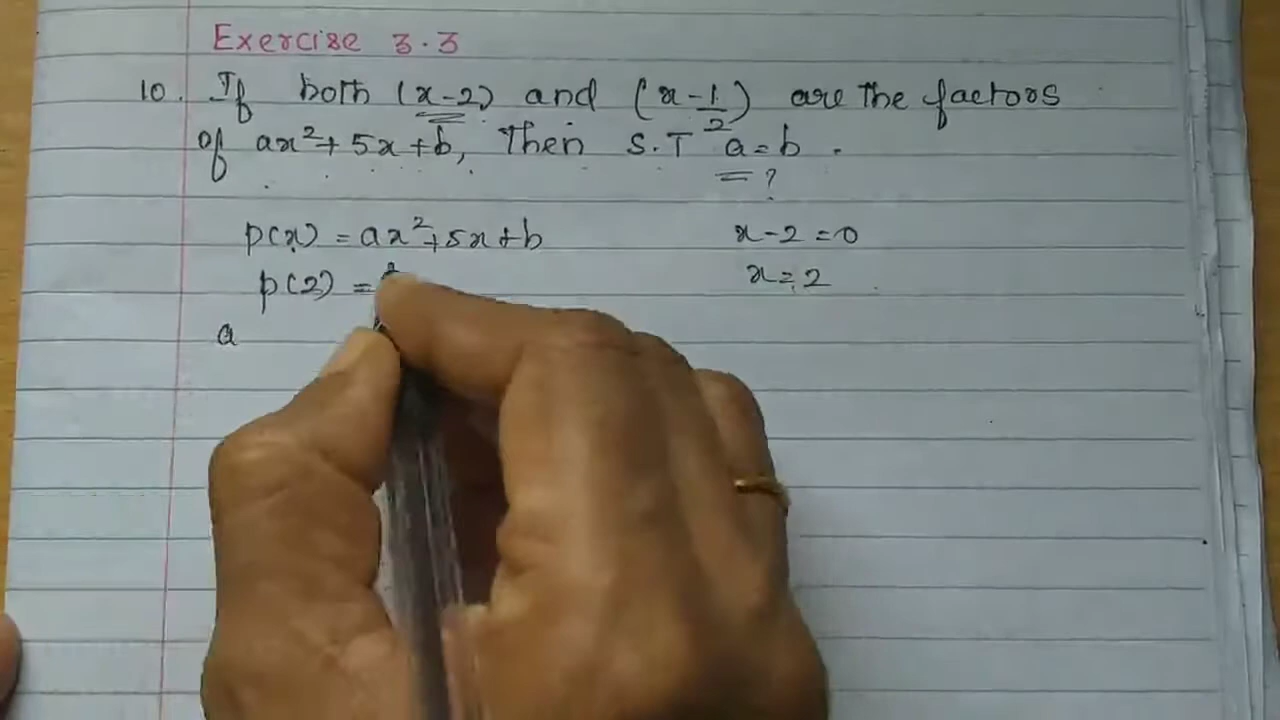 Exercise 3.3
10. If both (x-2) and (x-1/2) are the factors
of ax²+5x+b, Then S.T a=b.
= ?
p(x) = ax²+5x+b
x-2=0
p(2) =
x=2
a